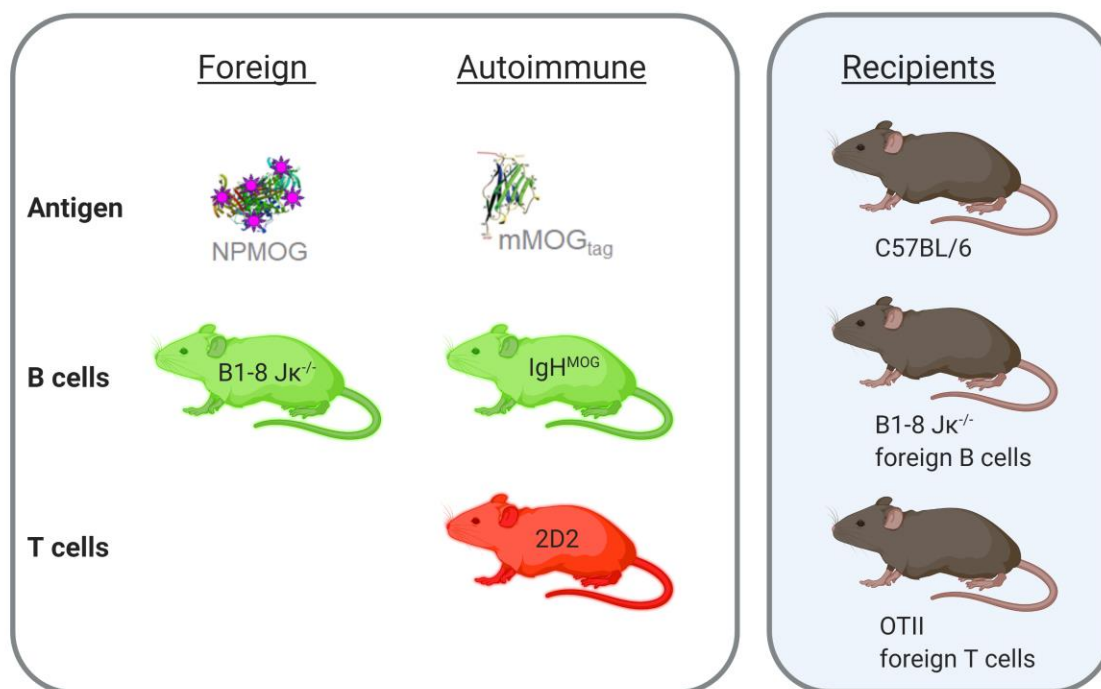 Foreign
Autoimmune
Recipients
Antigen
NPMOG
mMOGtag
C57BL/6
B cells
B1-8 Jκ-/-
IgHMOG
B1-8 Jκ-/-
foreign B cells
T cells
2D2
OTII
foreign T cells